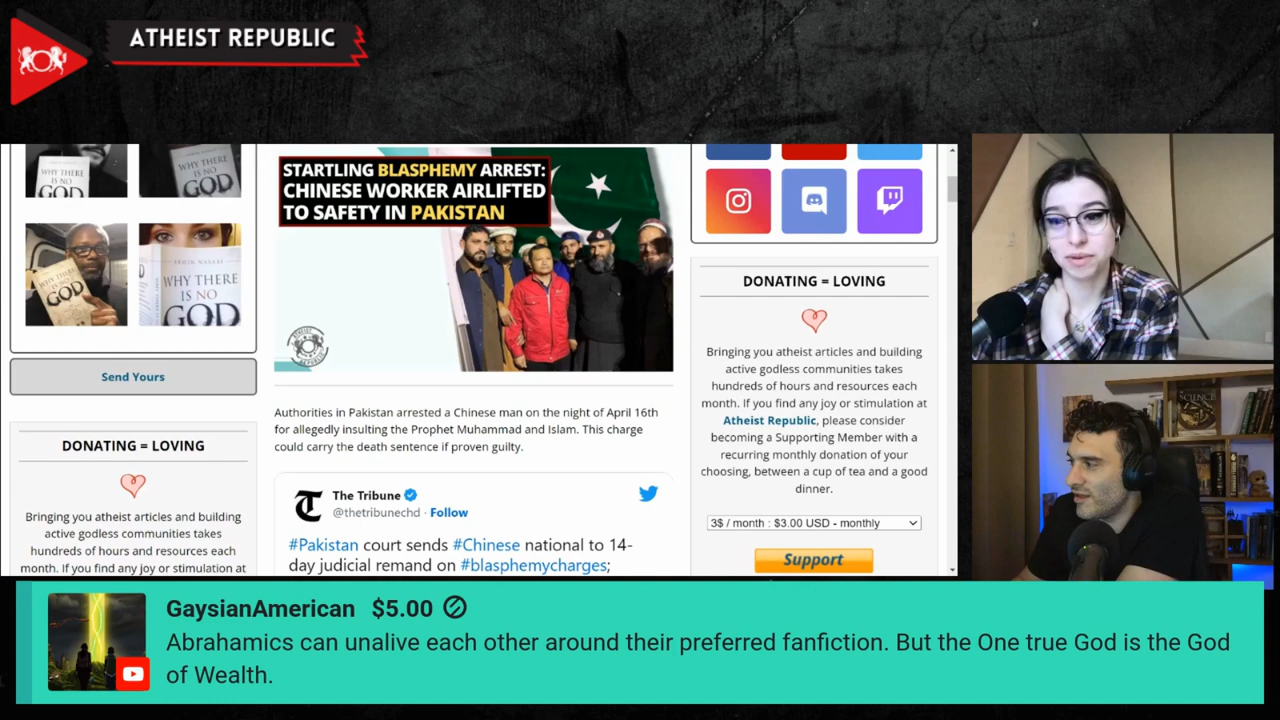 ATHEIST REPUBLIC
WHY THERE
IS NO
GOD
WHY THERE
IS NO
GOD
WHY THERE
IS NO
GOD
WHY THERE
IS NO
GOD
Send Yours
DONATING = LOVING
Bringing you atheist articles and building
active godless communities takes
hundreds of hours and resources each
month. If you find any joy or stimulation at
STARTLING BLASPHEMY ARREST:
CHINESE WORKER AIRLIFTED
TO SAFETY IN PAKISTAN
Authorities in Pakistan arrested a Chinese man on the night of April 16th
for allegedly insulting the Prophet Muhammad and Islam. This charge
could carry the death sentence if proven guilty.
The Tribune
@thetribunechd · Follow
#Pakistan court sends #Chinese national to 14-
day judicial remand on #blasphemycharges;
DONATING = LOVING
Bringing you atheist articles and building
active godless communities takes
hundreds of hours and resources each
month. If you find any joy or stimulation at
Atheist Republic, please consider
becoming a Supporting Member with a
recurring monthly donation of your
choosing, between a cup of tea and a good
dinner.
3$ / month : $3.00 USD - monthly
Support
SCIENCE
GaysianAmerican $5.00
Abrahamics can unalive each other around their preferred fanfiction. But the One true God is the God
of Wealth.